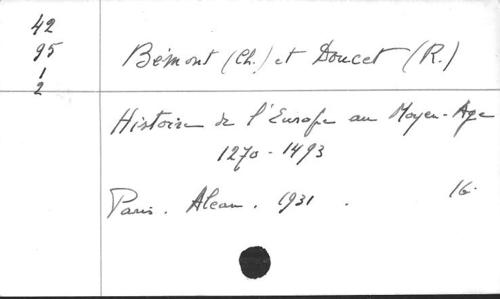 42
95
1
2
Bémont (Ch.) et Doucet (R.)
Histoire de l'Europe au Moyen-Age
1270-1493
Paris. Alcan. 1931. 16.